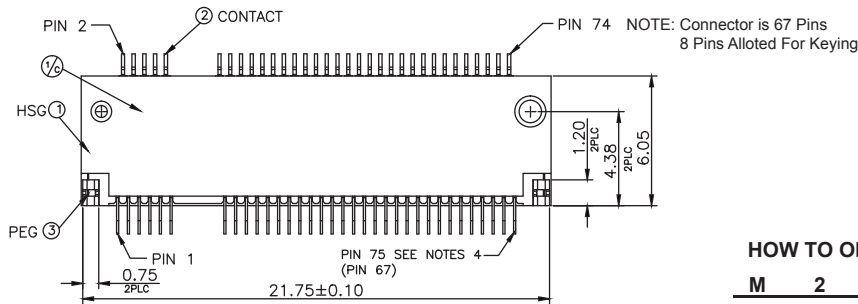 ② CONTACT
PIN 2
PIN 74
NOTE: Connector is 67 Pins
8 Pins Alloted For Keying
1/c
HSG ①
1.20
2PLC
4.38
2PLC
6.05
PEG ③
PIN 1
PIN 75 SEE NOTES 4
(PIN 67)
0.75
2PLC
21.75±0.10
HOW TO O
M 2